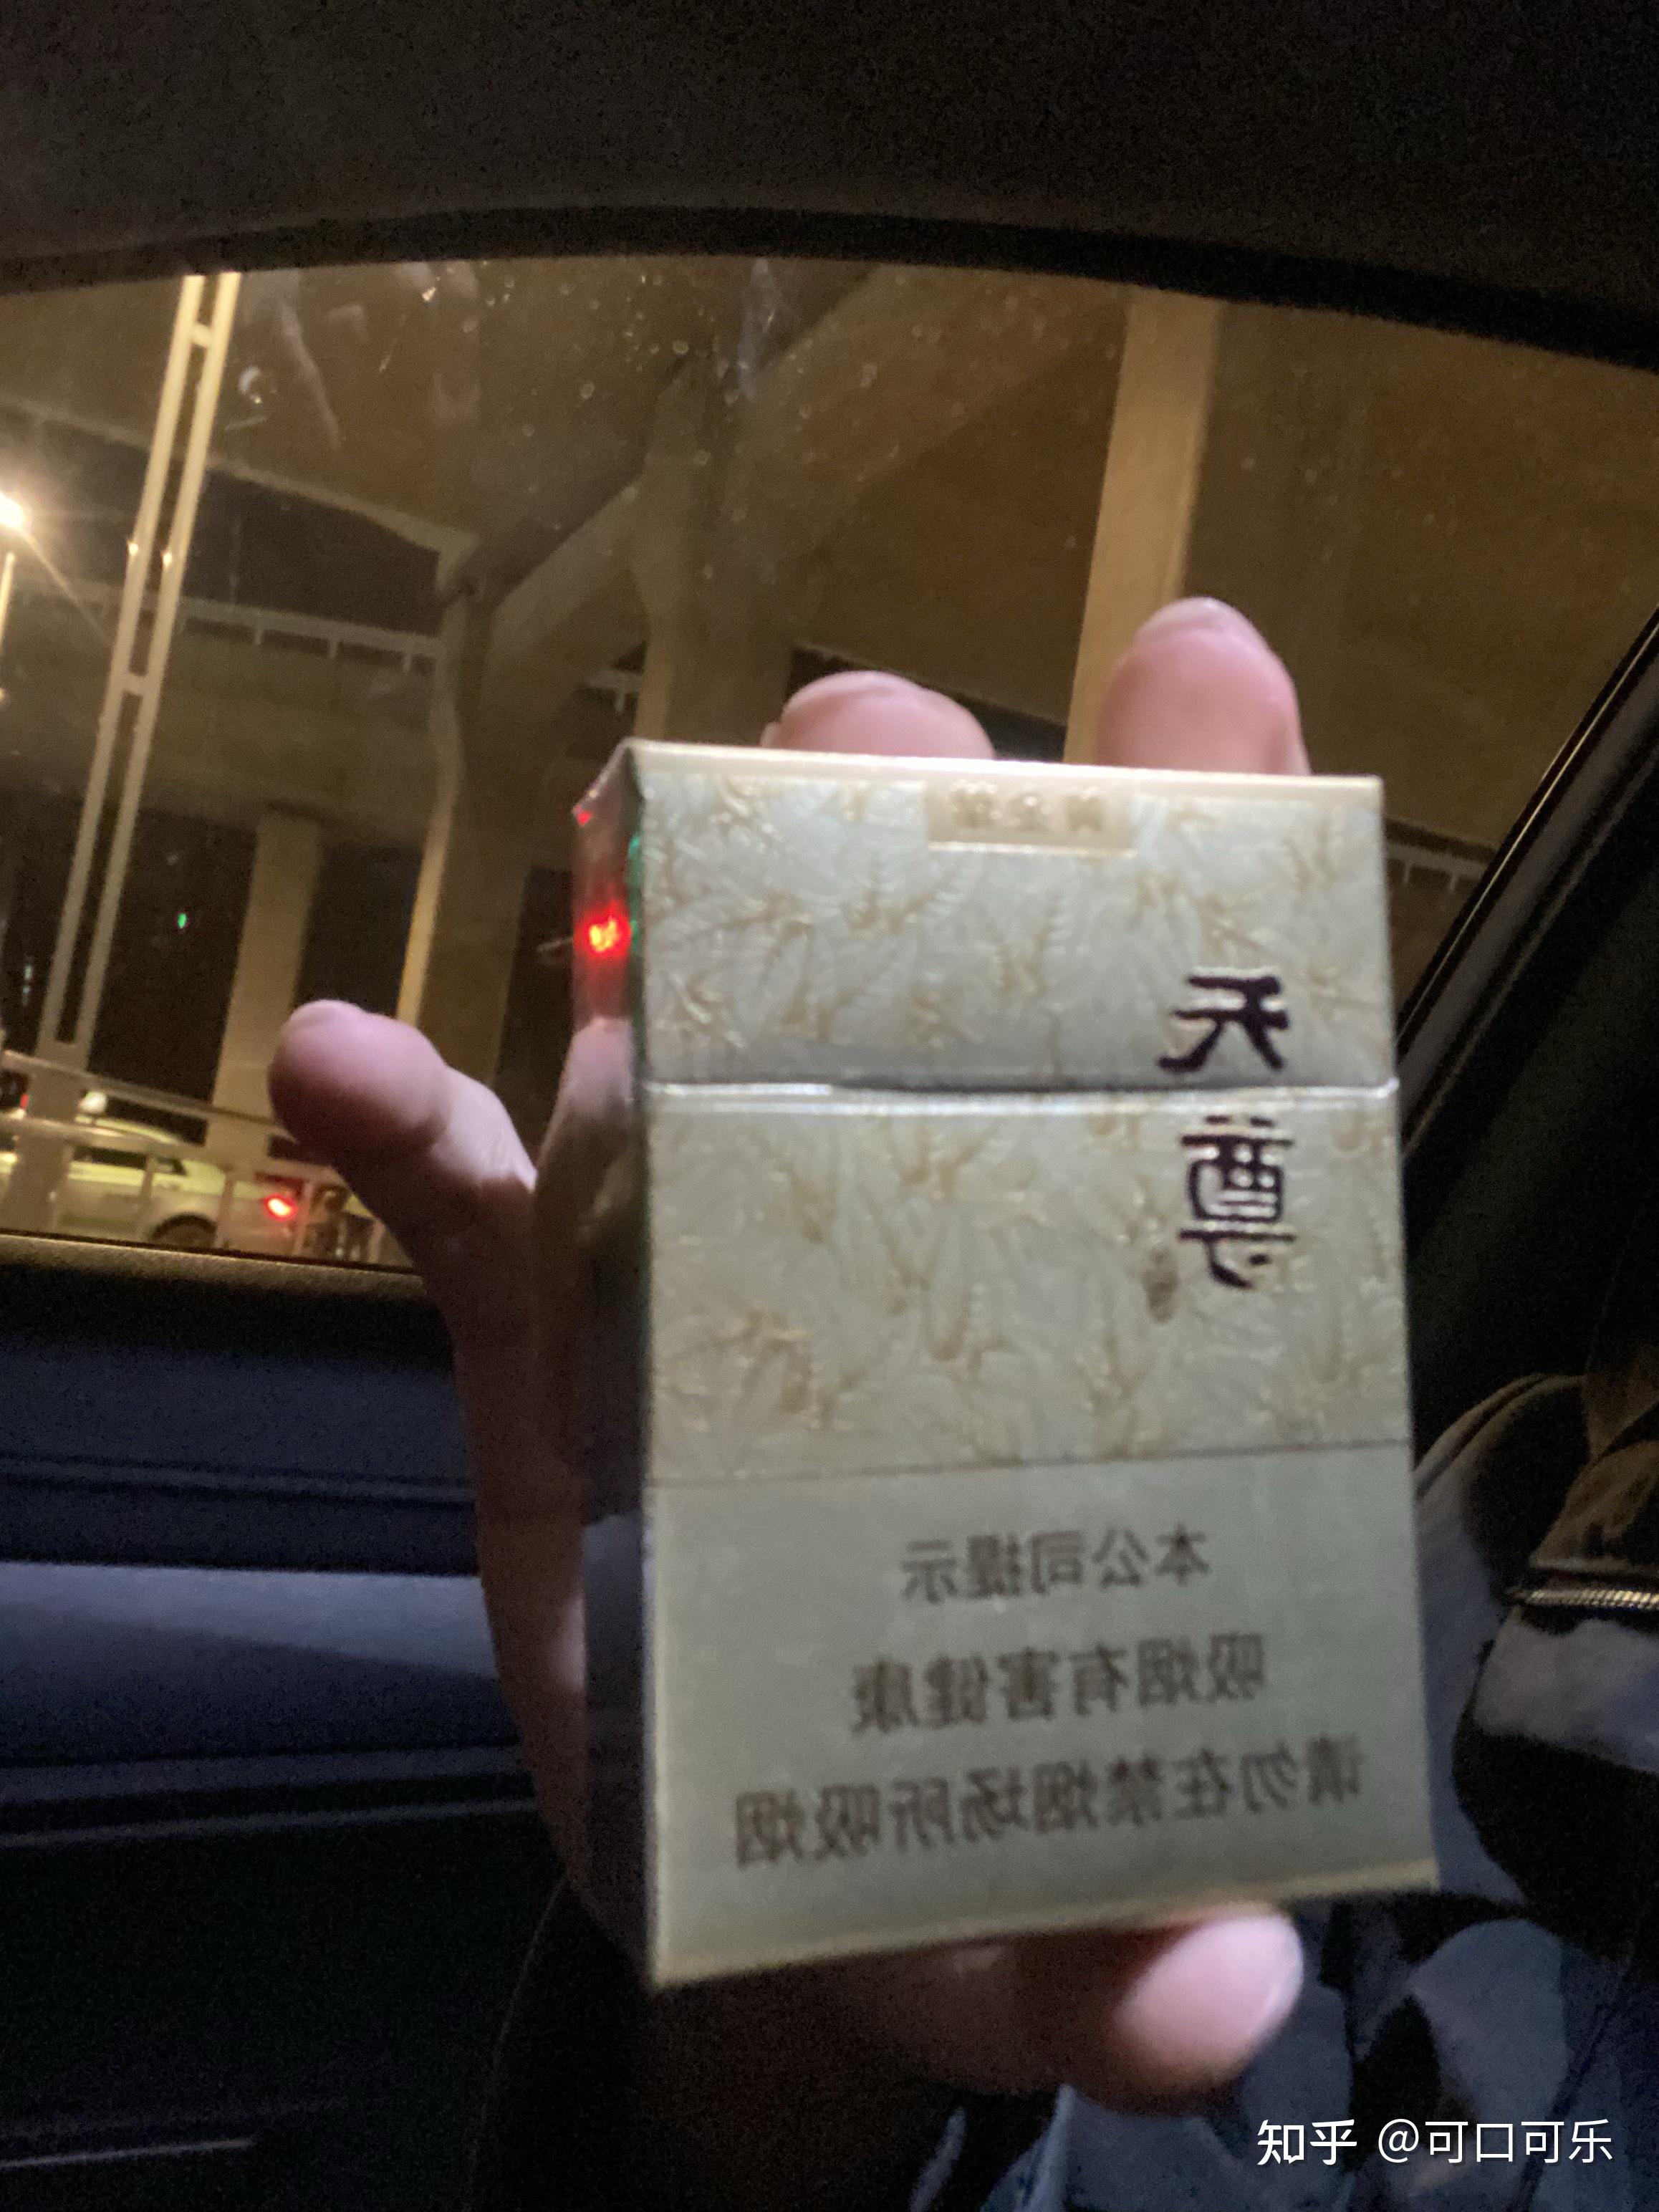 天尊
本公司提示
吸烟有害健康
请勿在禁烟场所吸烟
知乎 @可口可乐